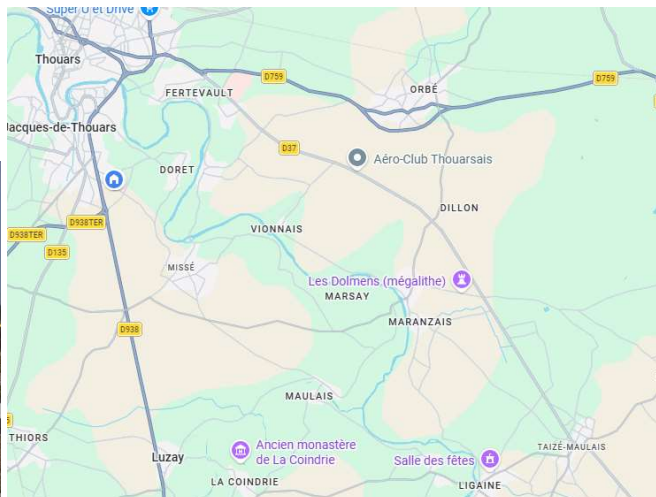 Super U et Drive
Thouars
D759
D759
FERTEVAULT
ORBÉ
Jacques-de-Thouars
D37
Aéro-Club Thouarsais
DORET
DILLON
D938TER
D938TER
VIONNAIS
D135
MISSÉ
Les Dolmens (mégalithe)
MARSAY
MARANZAIS
D938
MAULAIS
THIORS
Ancien monastère
de La Coindrie
Luzay
Salle des fêtes
TAIZÉ-MAULAIS
LA COINDRIE
LIGAINE